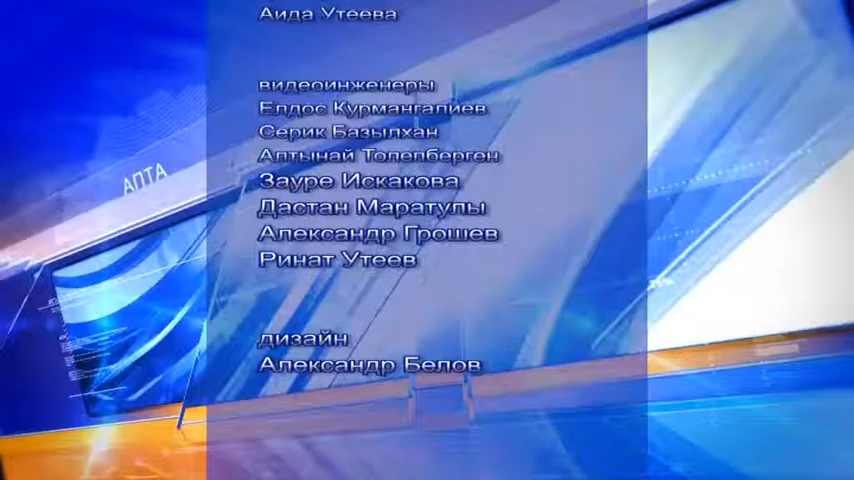 Аида Утеева
видеоинженеры
Елдос Курмангалиев
Серик Базылхан
Алтынай Толепберген
Зауре Искакова
Дастан Маратулы
Александр Грошев
Ринат Утеев
АПТА
дизайн
Александр Белов